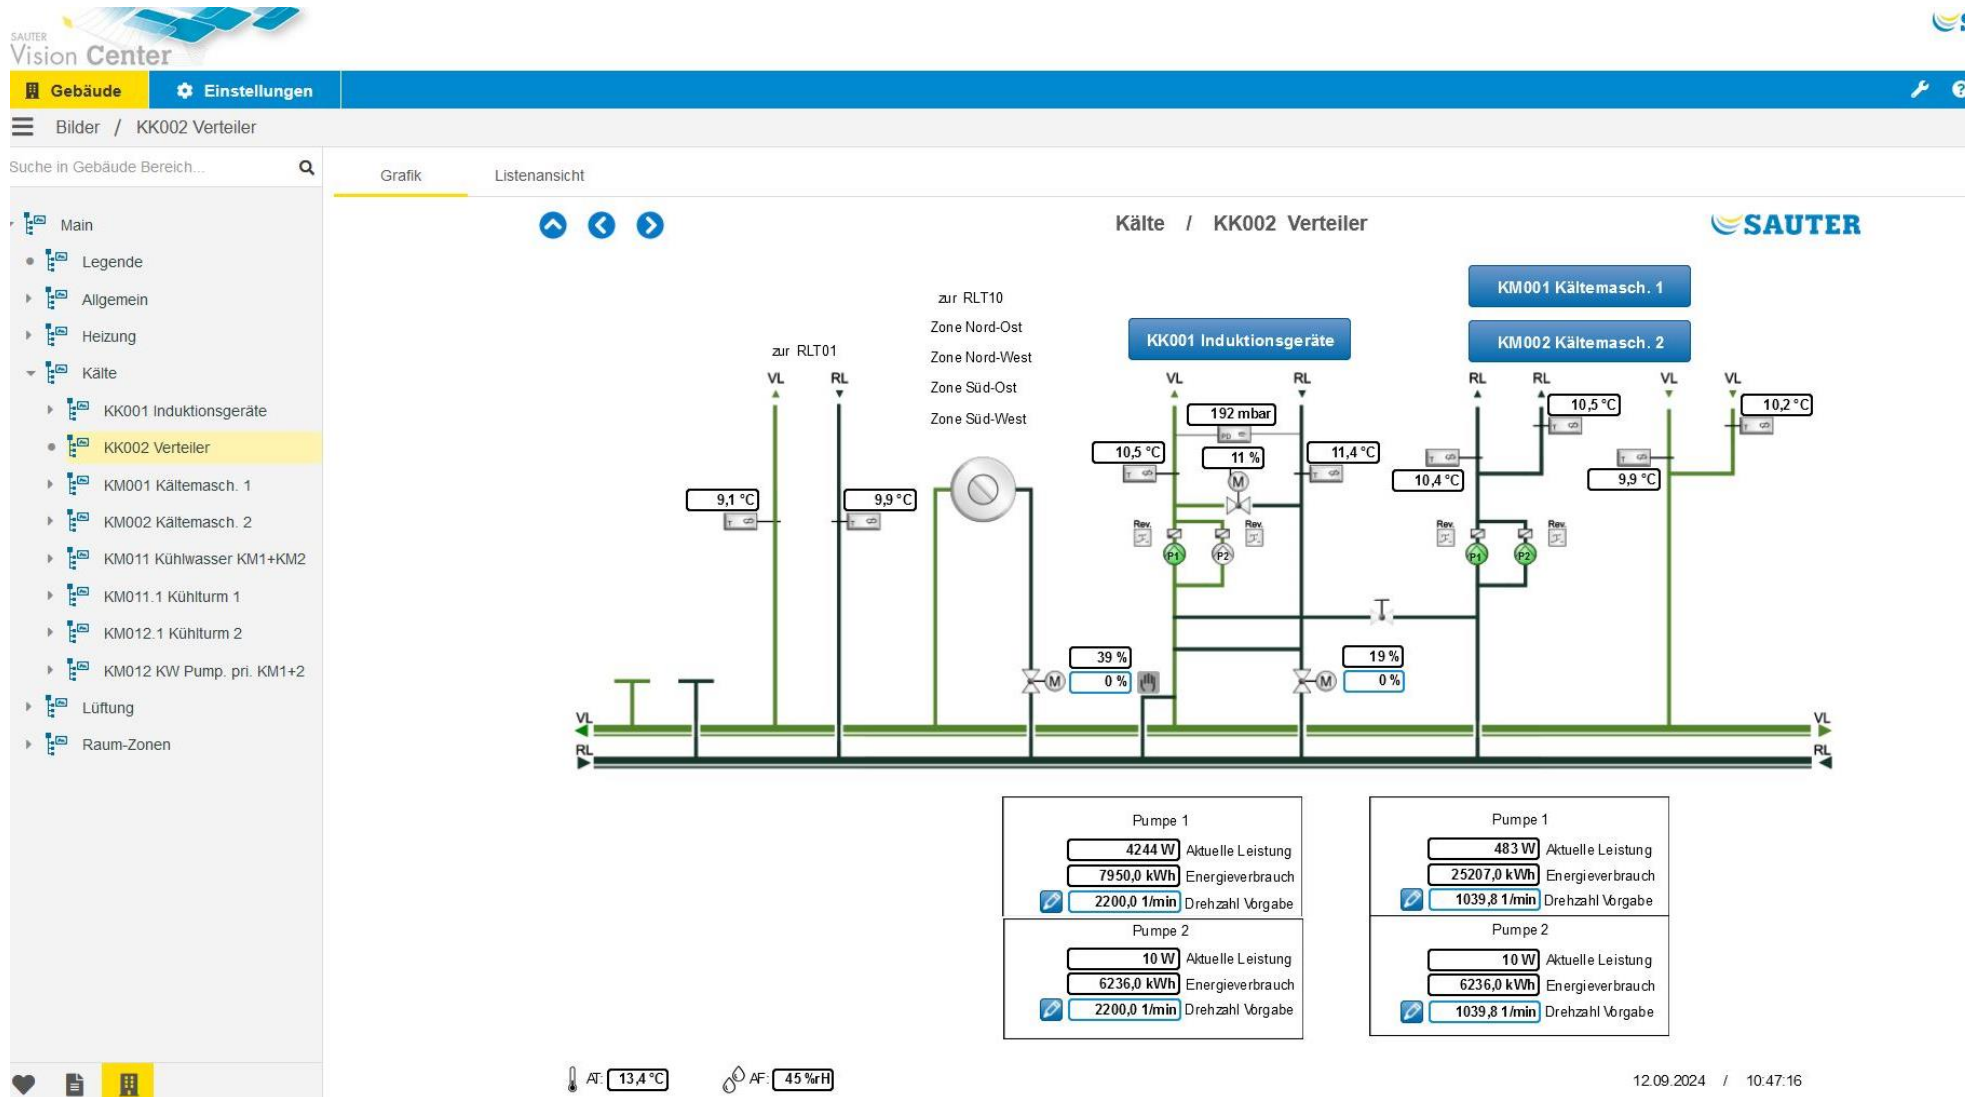 SAUTER
Vision Center
Gebäude
Einstellungen
Bilder / KK002 Verteiler
Suche in Gebäude Bereich...
Grafik
Listenansicht
Main
Legende
Allgemein
Heizung
Kälte
KK001 Induktionsgeräte
KK002 Verteiler
KM001 Kältemasch. 1
KM002 Kältemasch. 2
KM011 Kühlwasser KM1+KM2
KM011.1 Kühlturm 1
KM012.1 Kühlturm 2
KM012 KW Pump. pri. KM1+2
Lüftung
Raum-Zonen
Kälte / KK002 Verteiler
SAUTER
zur RLT10
Zone Nord-Ost
Zone Nord-West
Zone Süd-Ost
Zone Süd-West
zur RLT01
KK001 Induktionsgeräte
KM001 Kältemasch. 1
KM002 Kältemasch. 2
VL RL
VL RL
RL RL
VL VL
192 mbar
PD
10,5 °C
11 %
11,4 °C
10,5 °C
10,4 °C
10,2 °C
9,9 °C
9,1 °C
9,9 °C
T T
T T
T T
T T
M
Rev. Rev.
Rev. Rev.
P1 P2
P1 P2
39 %
0 %
M
19 %
0 %
M
VL
RL
VL
RL
Pumpe 1
4244 W Aktuelle Leistung
7950,0 kWh Energieverbrauch
2200,0 1/min Drehzahl Vorgabe
Pumpe 2
10 W Aktuelle Leistung
6236,0 kWh Energieverbrauch
2200,0 1/min Drehzahl Vorgabe
Pumpe 1
483 W Aktuelle Leistung
25207,0 kWh Energieverbrauch
1039,8 1/min Drehzahl Vorgabe
Pumpe 2
10 W Aktuelle Leistung
6236,0 kWh Energieverbrauch
1039,8 1/min Drehzahl Vorgabe
AT: 13,4 °C
AF: 45 %rH
12.09.2024 / 10:47:16